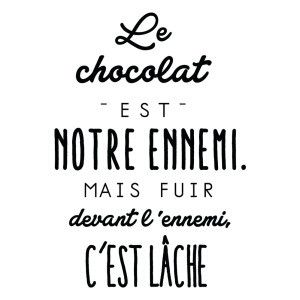 Le
chocolat
- EST -
NOTRE ENNEMI.
MAIS FUIR
devant l'ennemi,
C'EST LÂCHE